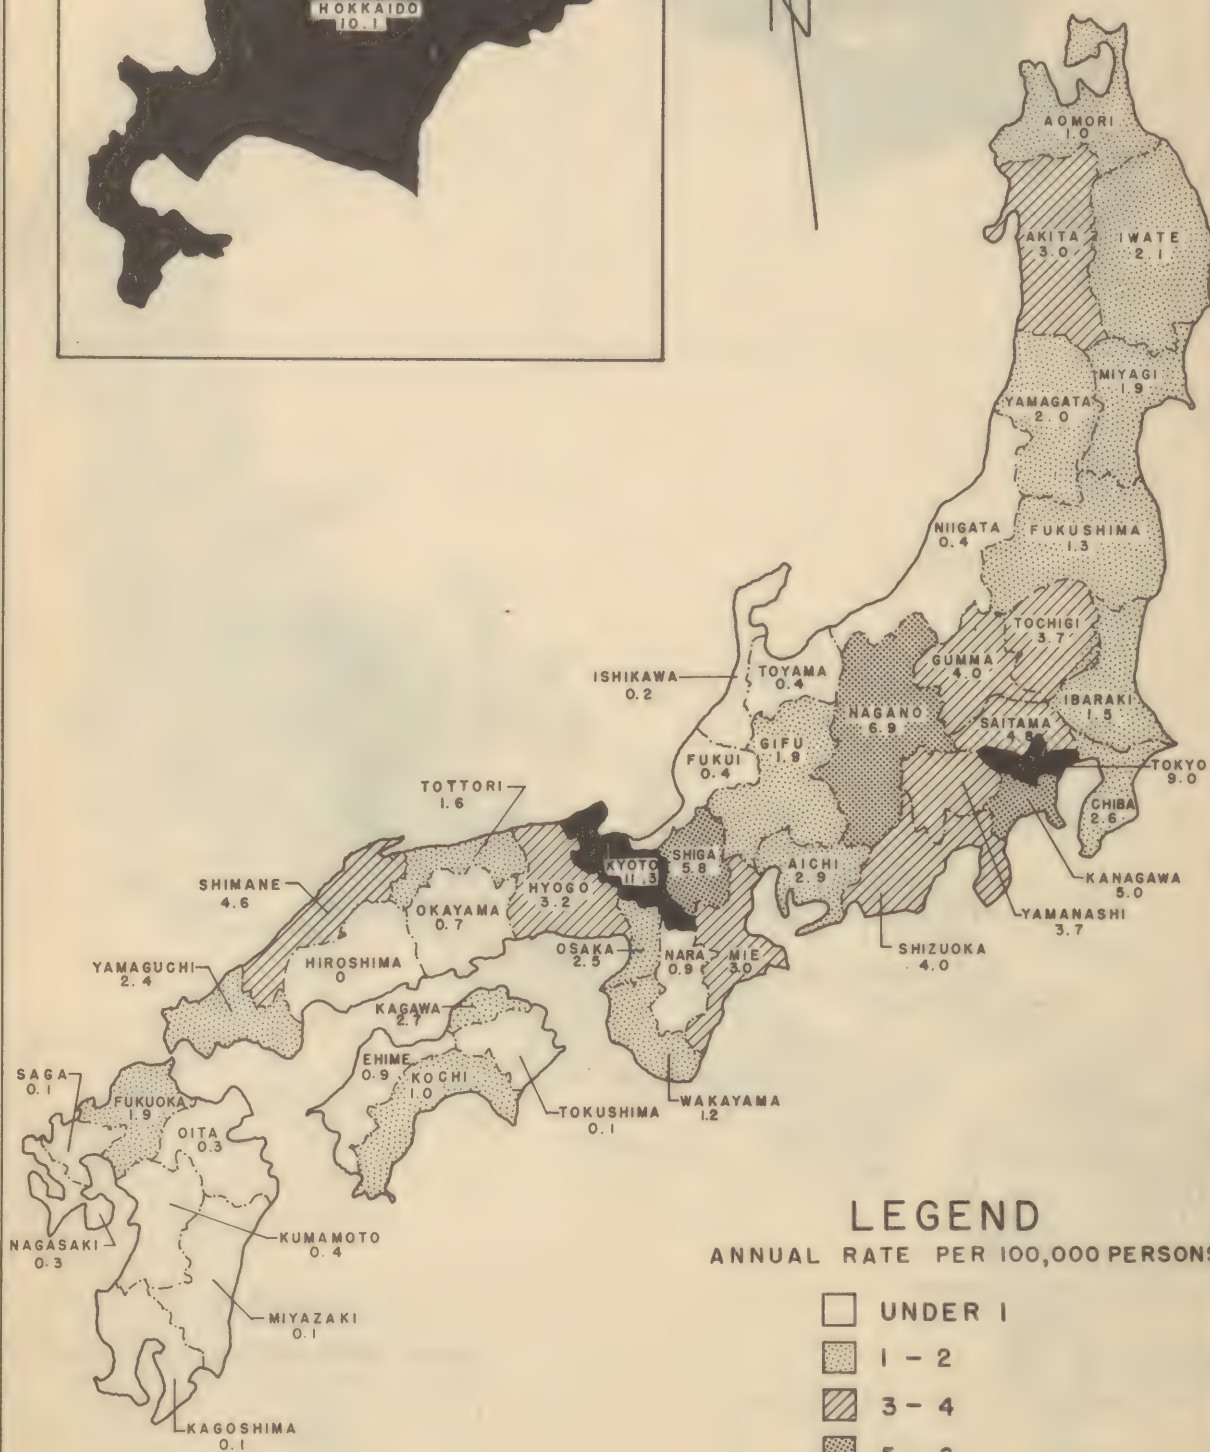 HOKKAIDO
10.1
N
AOMORI
1.0
AKITA
3.0
IWATE
2.1
MIYAGI
1.9
YAMAGATA
2.0
NIIGATA
0.4
FUKUSHIMA
1.3
TOCHIGI
3.7
GUMMA
4.0
ISHIKAWA
0.2
TOYAMA
0.4
IBARAKI
1.5
NAGANO
6.9
SAITAMA
4.8
GIFU
1.9
FUKUI
0.4
TOKYO
9.0
TOTTORI
1.6
CHIBA
2.6
KYOTO
11.3
SHIGA
5.8
AICHI
2.9
KANAGAWA
5.0
SHIMANE
4.6
HYOGO
3.2
OKAYAMA
0.7
YAMANASHI
3.7
SHIZUOKA
4.0
OSAKA
2.5
NARA
0.9
MIE
3.0
HIROSHIMA
0
YAMAGUCHI
2.4
KAGAWA
2.7
EHIME
0.9
KOCHI
1.0
SAGA
0.1
FUKUOKA
1.9
WAKAYAMA
1.2
TOKUSHIMA
0.1
OITA
0.3
NAGASAKI
0.3
KUMAMOTO
0.4
MIYAZAKI
0.1
KAGOSHIMA
0.1
LEGEND
ANNUAL RATE PER 100,000 PERSONS
UNDER 1
1 - 2
3 - 4